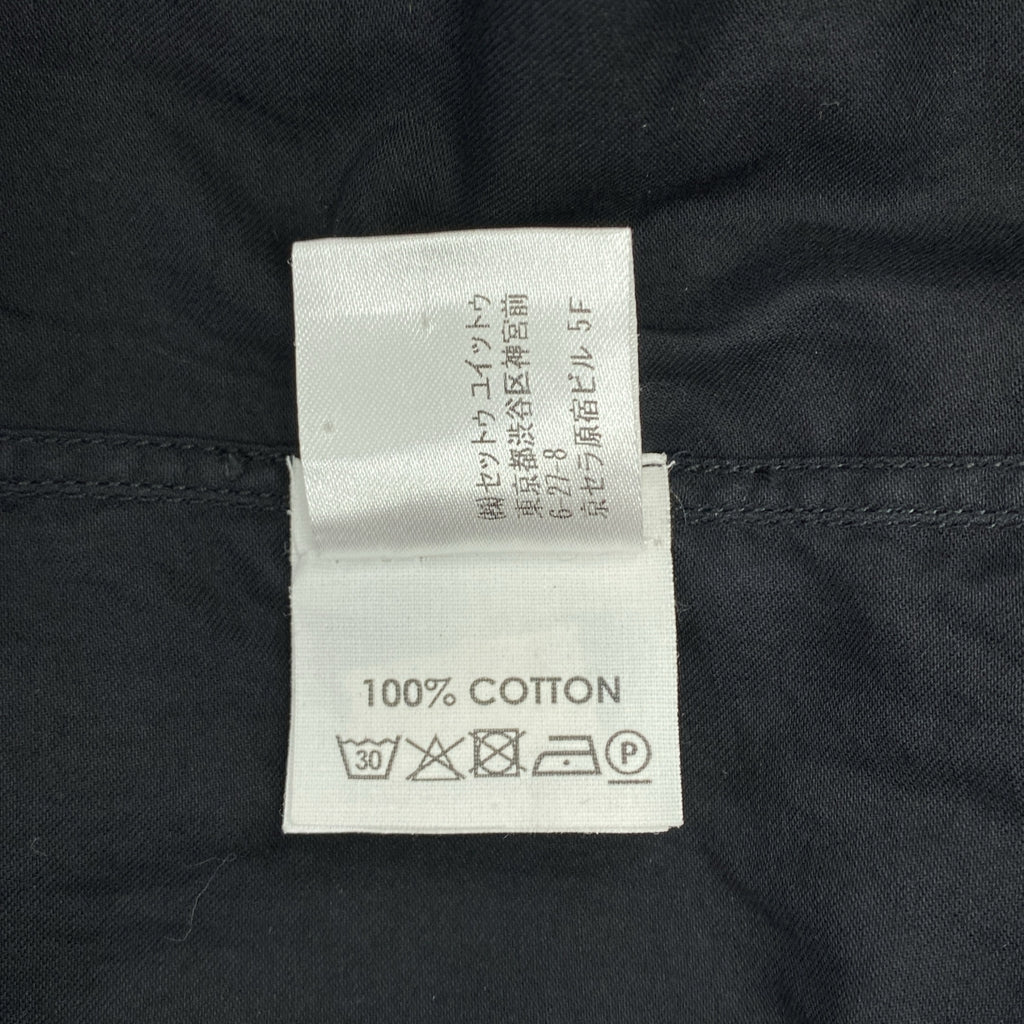 ㈱セットゥ ユイットゥ
東京都渋谷区神宮前
6-27-8
京セラ原宿ビル 5F
100% COTTON
30
P